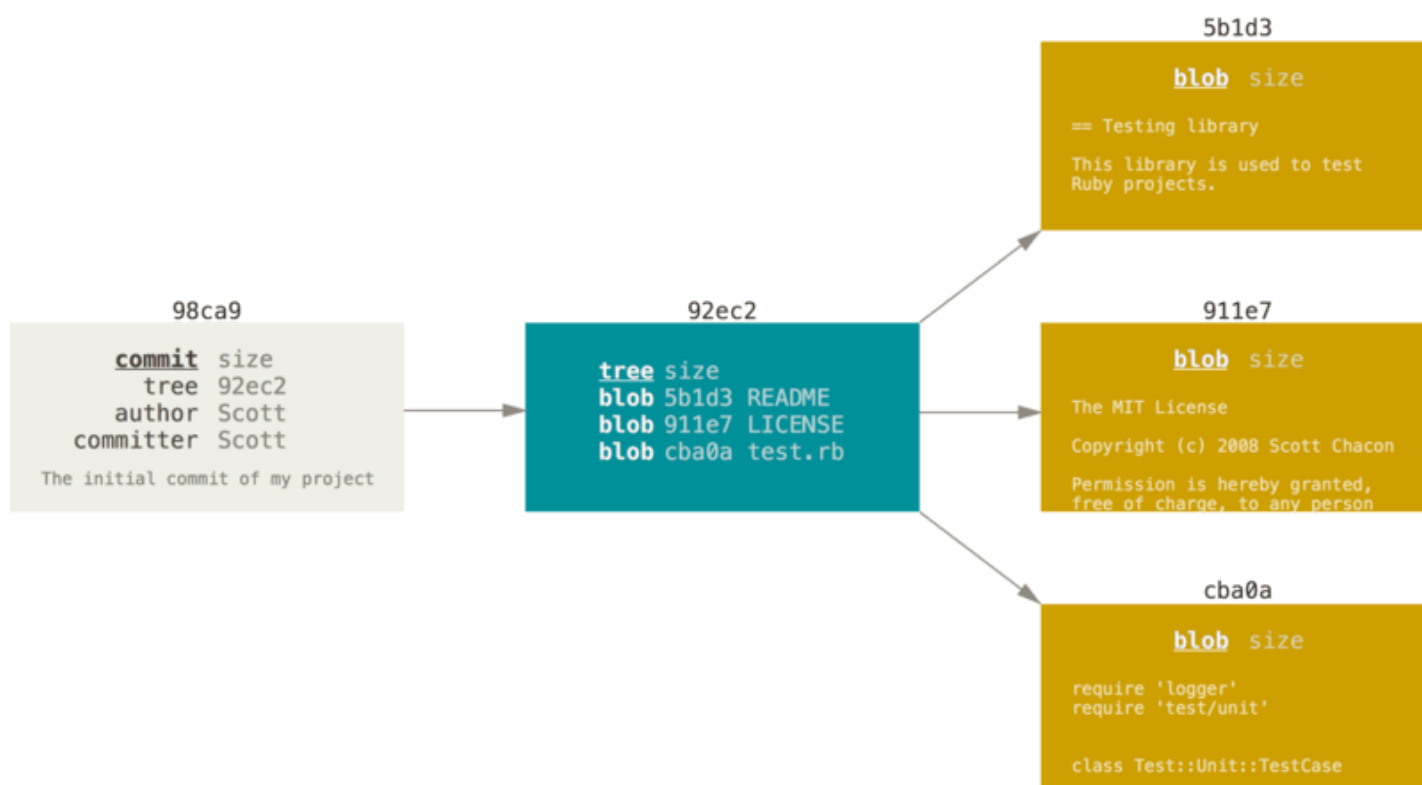 98ca9
commit size
tree 92ec2
author Scott
committer Scott
The initial commit of my project
92ec2
tree size
blob 5b1d3 README
blob 911e7 LICENSE
blob cba0a test.rb
5b1d3
blob size
== Testing library
This library is used to test
Ruby projects.
911e7
blob size
The MIT License
Copyright (c) 2008 Scott Chacon
Permission is hereby granted,
free of charge, to any person
cba0a
blob size
require 'logger'
require 'test/unit'
class Test::Unit::TestCase